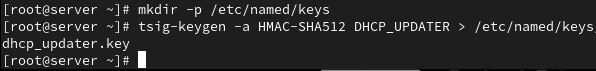 [root@server ~]# mkdir -p /etc/named/keys
[root@server ~]# tsig-keygen -a HMAC-SHA512 DHCP_UPDATER > /etc/named/keys/
dhcp_updater.key
[root@server ~]#